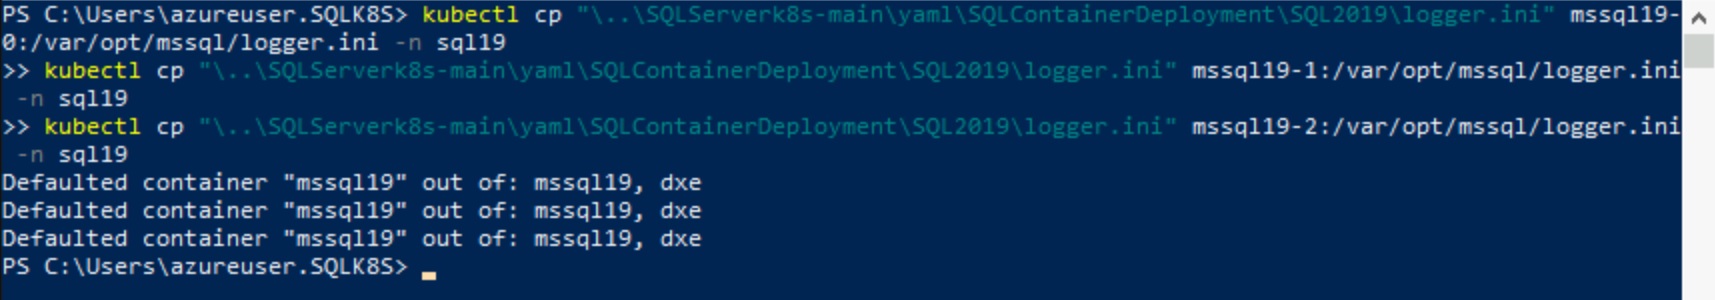 PS C:\Users\azureuser.SQLK8S> kubectl cp "\..\SQLServerk8s-main\yaml\SQLContainerDeployment\SQL2019\logger.ini" mssql19-
0:/var/opt/mssql/logger.ini -n sql19
>> kubectl cp "\..\SQLServerk8s-main\yaml\SQLContainerDeployment\SQL2019\logger.ini" mssql19-1:/var/opt/mssql/logger.ini
-n sql19
>> kubectl cp "\..\SQLServerk8s-main\yaml\SQLContainerDeployment\SQL2019\logger.ini" mssql19-2:/var/opt/mssql/logger.ini
-n sql19
Defaulted container "mssql19" out of: mssql19, dxe
Defaulted container "mssql19" out of: mssql19, dxe
Defaulted container "mssql19" out of: mssql19, dxe
PS C:\Users\azureuser.SQLK8S>